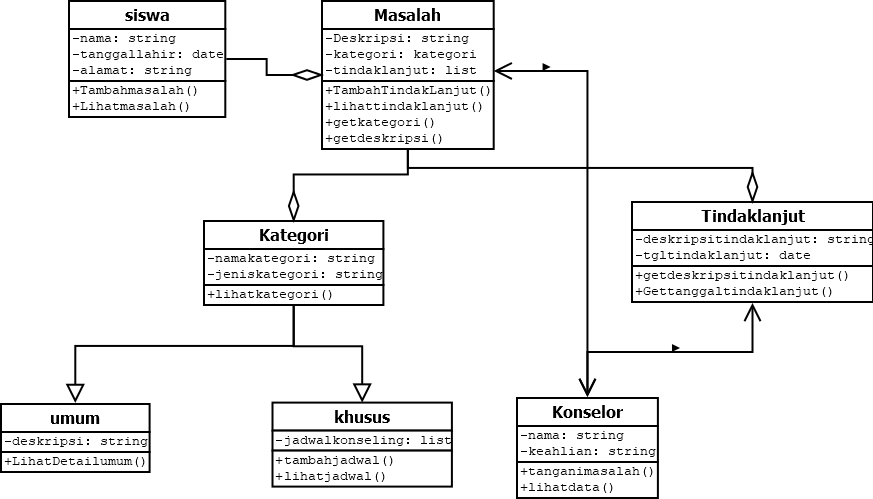 siswa
-nama: string
-tanggallahir: date
-alamat: string
+Tambahmasalah()
+Lihatmasalah()
Masalah
-Deskripsi: string
-kategori: kategori
-tindaklanjut: list
+TambahTindakLanjut()
+lihattindaklanjut()
+getkategori()
+getdeskripsi()
Kategori
-namakategori: string
-jeniskategori: string
+lihatkategori()
Tindaklanjut
-deskripsitindaklanjut: string
-tgltindaklanjut: date
+getdeskripsitindaklanjut()
+Gettanggaltindaklanjut()
umum
-deskripsi: string
+LihatDetailumum()
khusus
-jadwalkonseling: list
+tambahjadwal()
+lihatjadwal()
Konselor
-nama: string
-keahlian: string
+tanganimasalah()
+lihatdata()